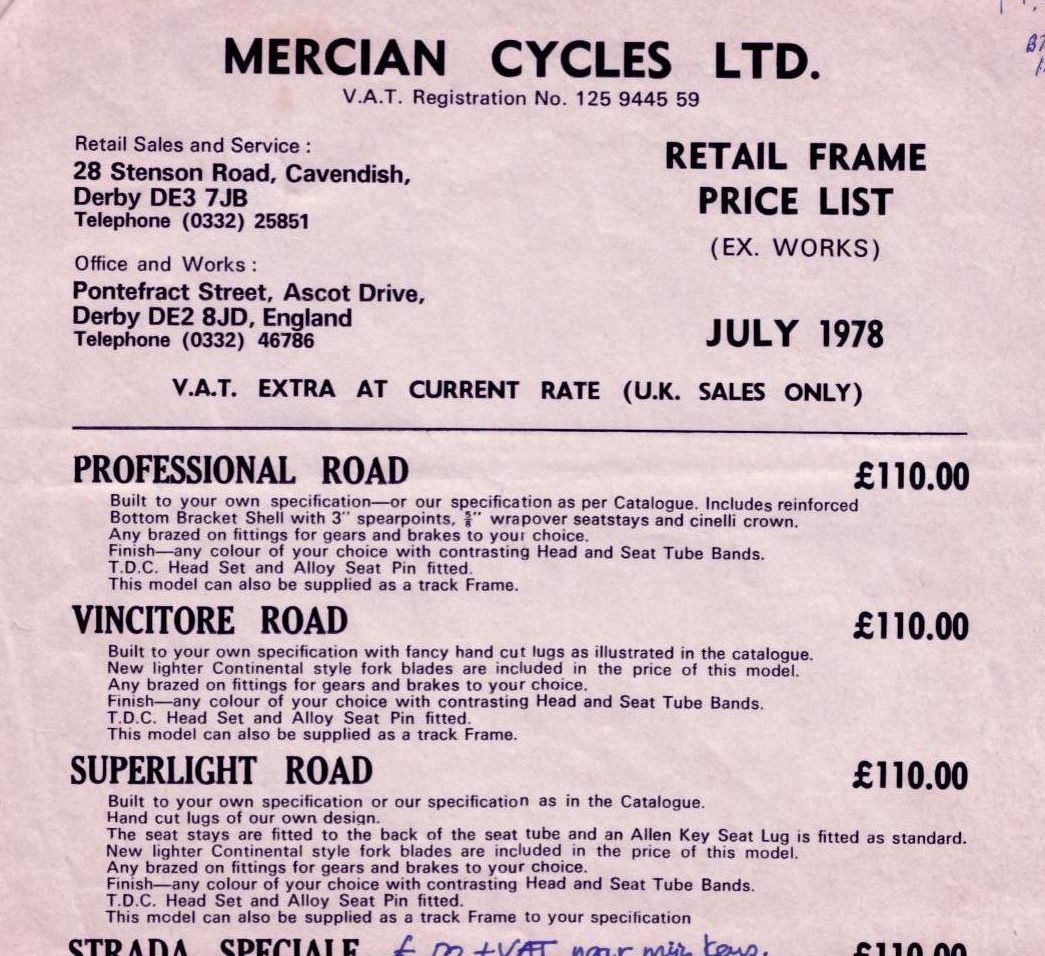 MERCIAN CYCLES LTD.
V.A.T. Registration No. 125 9445 59
Retail Sales and Service :
28 Stenson Road, Cavendish,
Derby DE3 7JB
Telephone (0332) 25851
Office and Works :
Pontefract Street, Ascot Drive,
Derby DE2 8JD, England
Telephone (0332) 46786
RETAIL FRAME
PRICE LIST
(EX. WORKS)
JULY 1978
V.A.T. EXTRA AT CURRENT RATE (U.K. SALES ONLY)
PROFESSIONAL ROAD £110.00
Built to your own specification—or our specification as per Catalogue. Includes reinforced
Bottom Bracket Shell with 3" spearpoints, ⅝" wrapover seatstays and cinelli crown.
Any brazed on fittings for gears and brakes to your choice.
Finish—any colour of your choice with contrasting Head and Seat Tube Bands.
T.D.C. Head Set and Alloy Seat Pin fitted.
This model can also be supplied as a track Frame.
VINCITORE ROAD £110.00
Built to your own specification with fancy hand cut lugs as illustrated in the catalogue.
New lighter Continental style fork blades are included in the price of this model.
Any brazed on fittings for gears and brakes to your choice.
Finish—any colour of your choice with contrasting Head and Seat Tube Bands.
T.D.C. Head Set and Alloy Seat Pin fitted.
This model can also be supplied as a track Frame.
SUPERLIGHT ROAD £110.00
Built to your own specification or our specification as in the Catalogue.
Hand cut lugs of our own design.
The seat stays are fitted to the back of the seat tube and an Allen Key Seat Lug is fitted as standard.
New lighter Continental style fork blades are included in the price of this model.
Any brazed on fittings for gears and brakes to your choice.
Finish—any colour of your choice with contrasting Head and Seat Tube Bands.
T.D.C. Head Set and Alloy Seat Pin fitted.
This model can also be supplied as a track Frame to your specification
STRADA SPECIALE + VAT naar mijn keus. £110.00